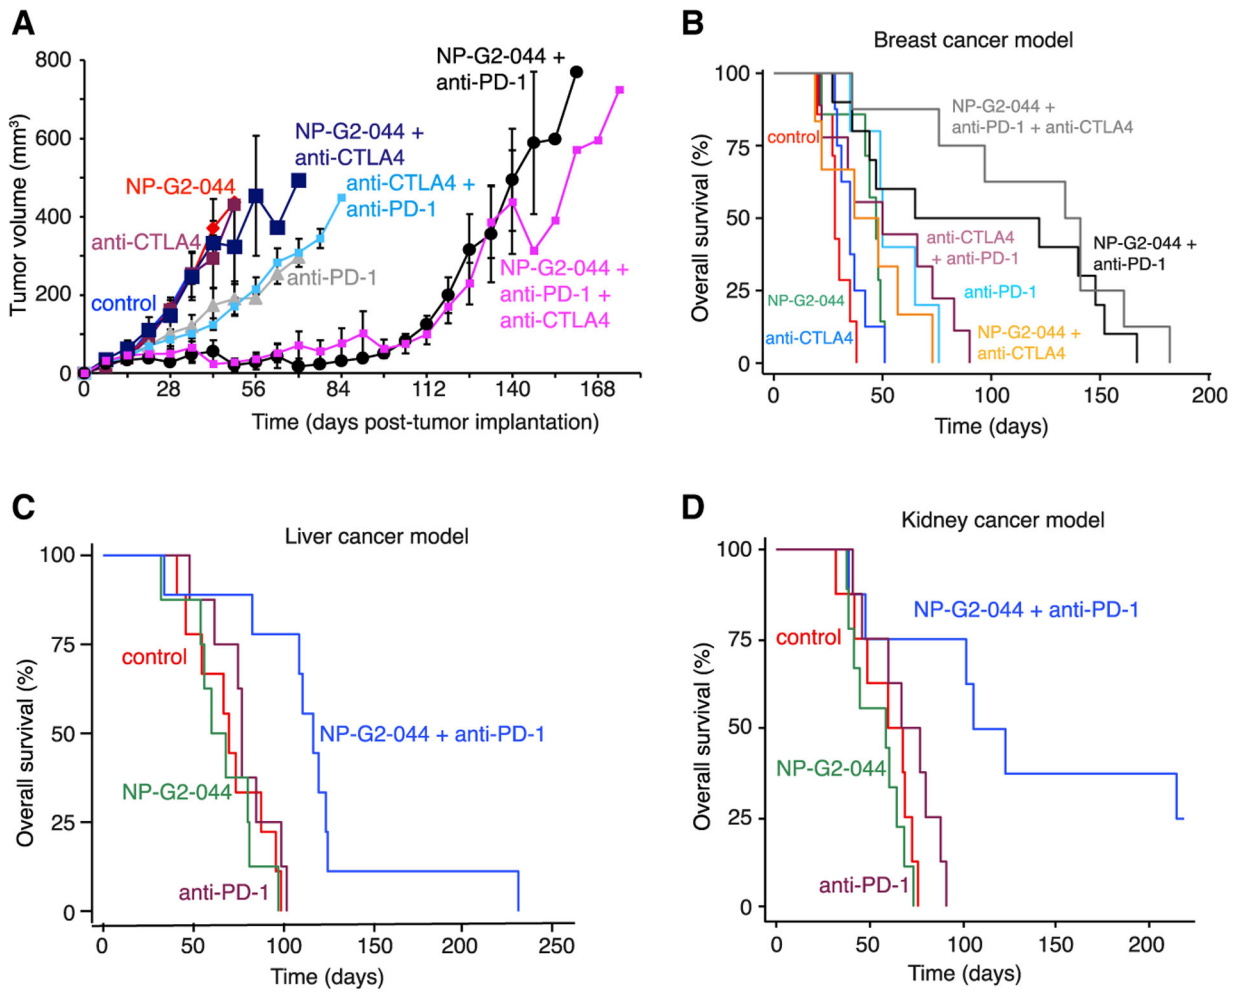 A
Tumor volume (mm³)
800
600
400
200
0
0
28
56
84
112
140
168
Time (days post-tumor implantation)
NP-G2-044 +
anti-PD-1
NP-G2-044 +
anti-CTLA4
NP-G2-044
anti-CTLA4 +
anti-PD-1
anti-CTLA4
anti-PD-1
control
NP-G2-044 +
anti-PD-1 +
anti-CTLA4
B
Breast cancer model
Overall survival (%)
100
75
50
25
0
0
50
100
150
200
Time (days)
NP-G2-044 +
anti-PD-1 + anti-CTLA4
control
anti-CTLA4
+ anti-PD-1
NP-G2-044 +
anti-PD-1
anti-PD-1
NP-G2-044
anti-CTLA4
NP-G2-044 +
anti-CTLA4
C
Liver cancer model
Overall survival (%)
100
75
50
25
0
0
50
100
150
200
250
Time (days)
control
NP-G2-044 + anti-PD-1
NP-G2-044
anti-PD-1
D
Kidney cancer model
Overall survival (%)
100
75
50
25
0
0
50
100
150
200
Time (days)
NP-G2-044 + anti-PD-1
control
NP-G2-044
anti-PD-1